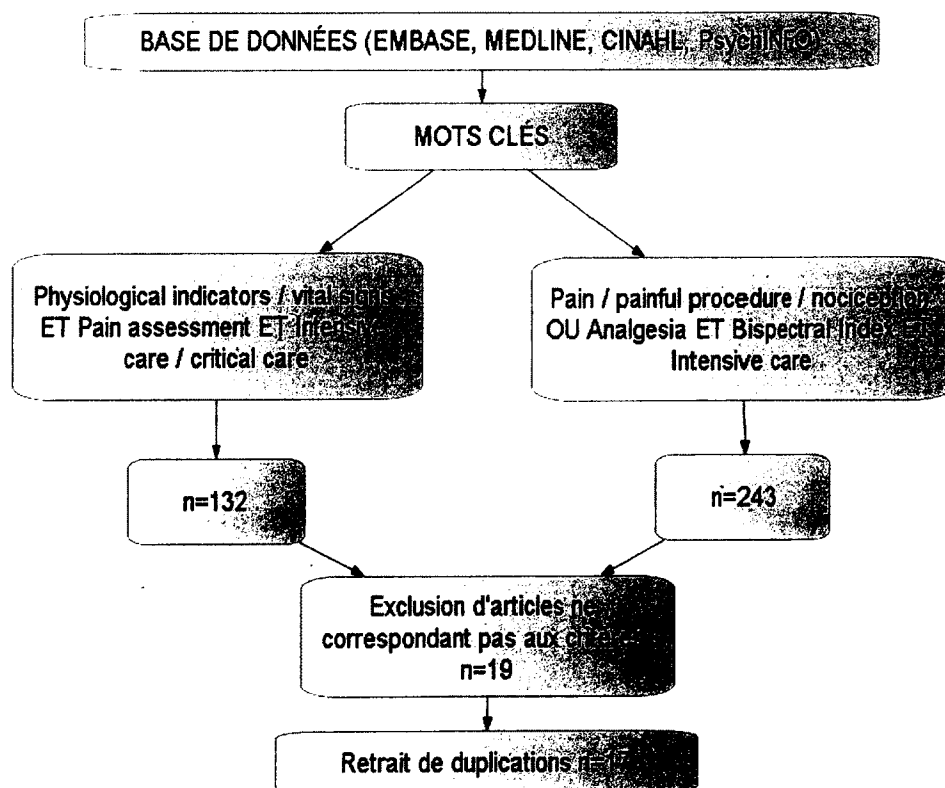 BASE DE DONNÉES (EMBASE, MEDLINE, CINAHL, PsychINFO)
MOTS CLÉS
Physiological indicators / vital signs
ET Pain assessment ET Intensive
care / critical care
Pain / painful procedure / nociception
OU Analgesia ET Bispectral Index ET
Intensive care
n=132
n=243
Exclusion d'articles ne
correspondant pas aux
n=19
Retrait de duplications